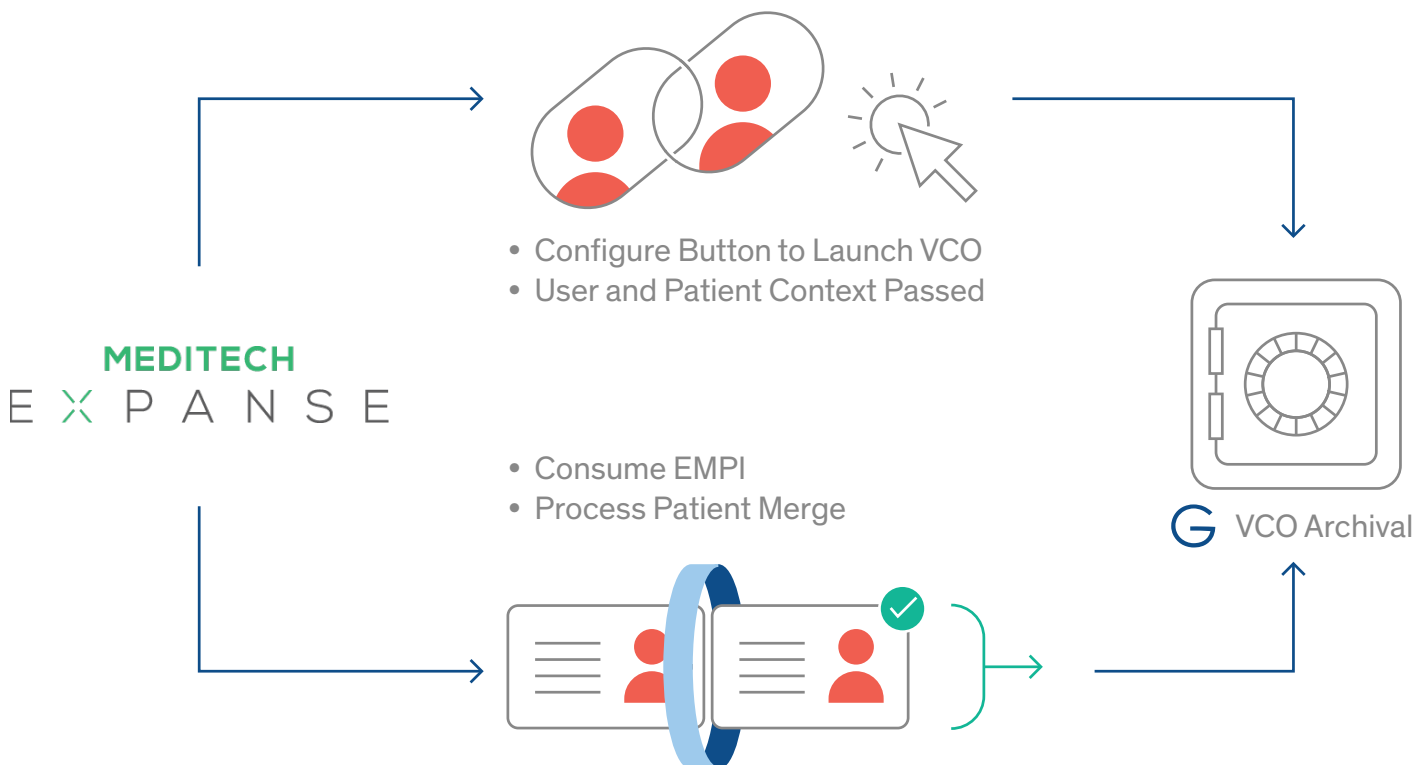 • Configure Button to Launch VCO
• User and Patient Context Passed
MEDITECH
EXPANSE
• Consume EMPI
• Process Patient Merge
G VCO Archival